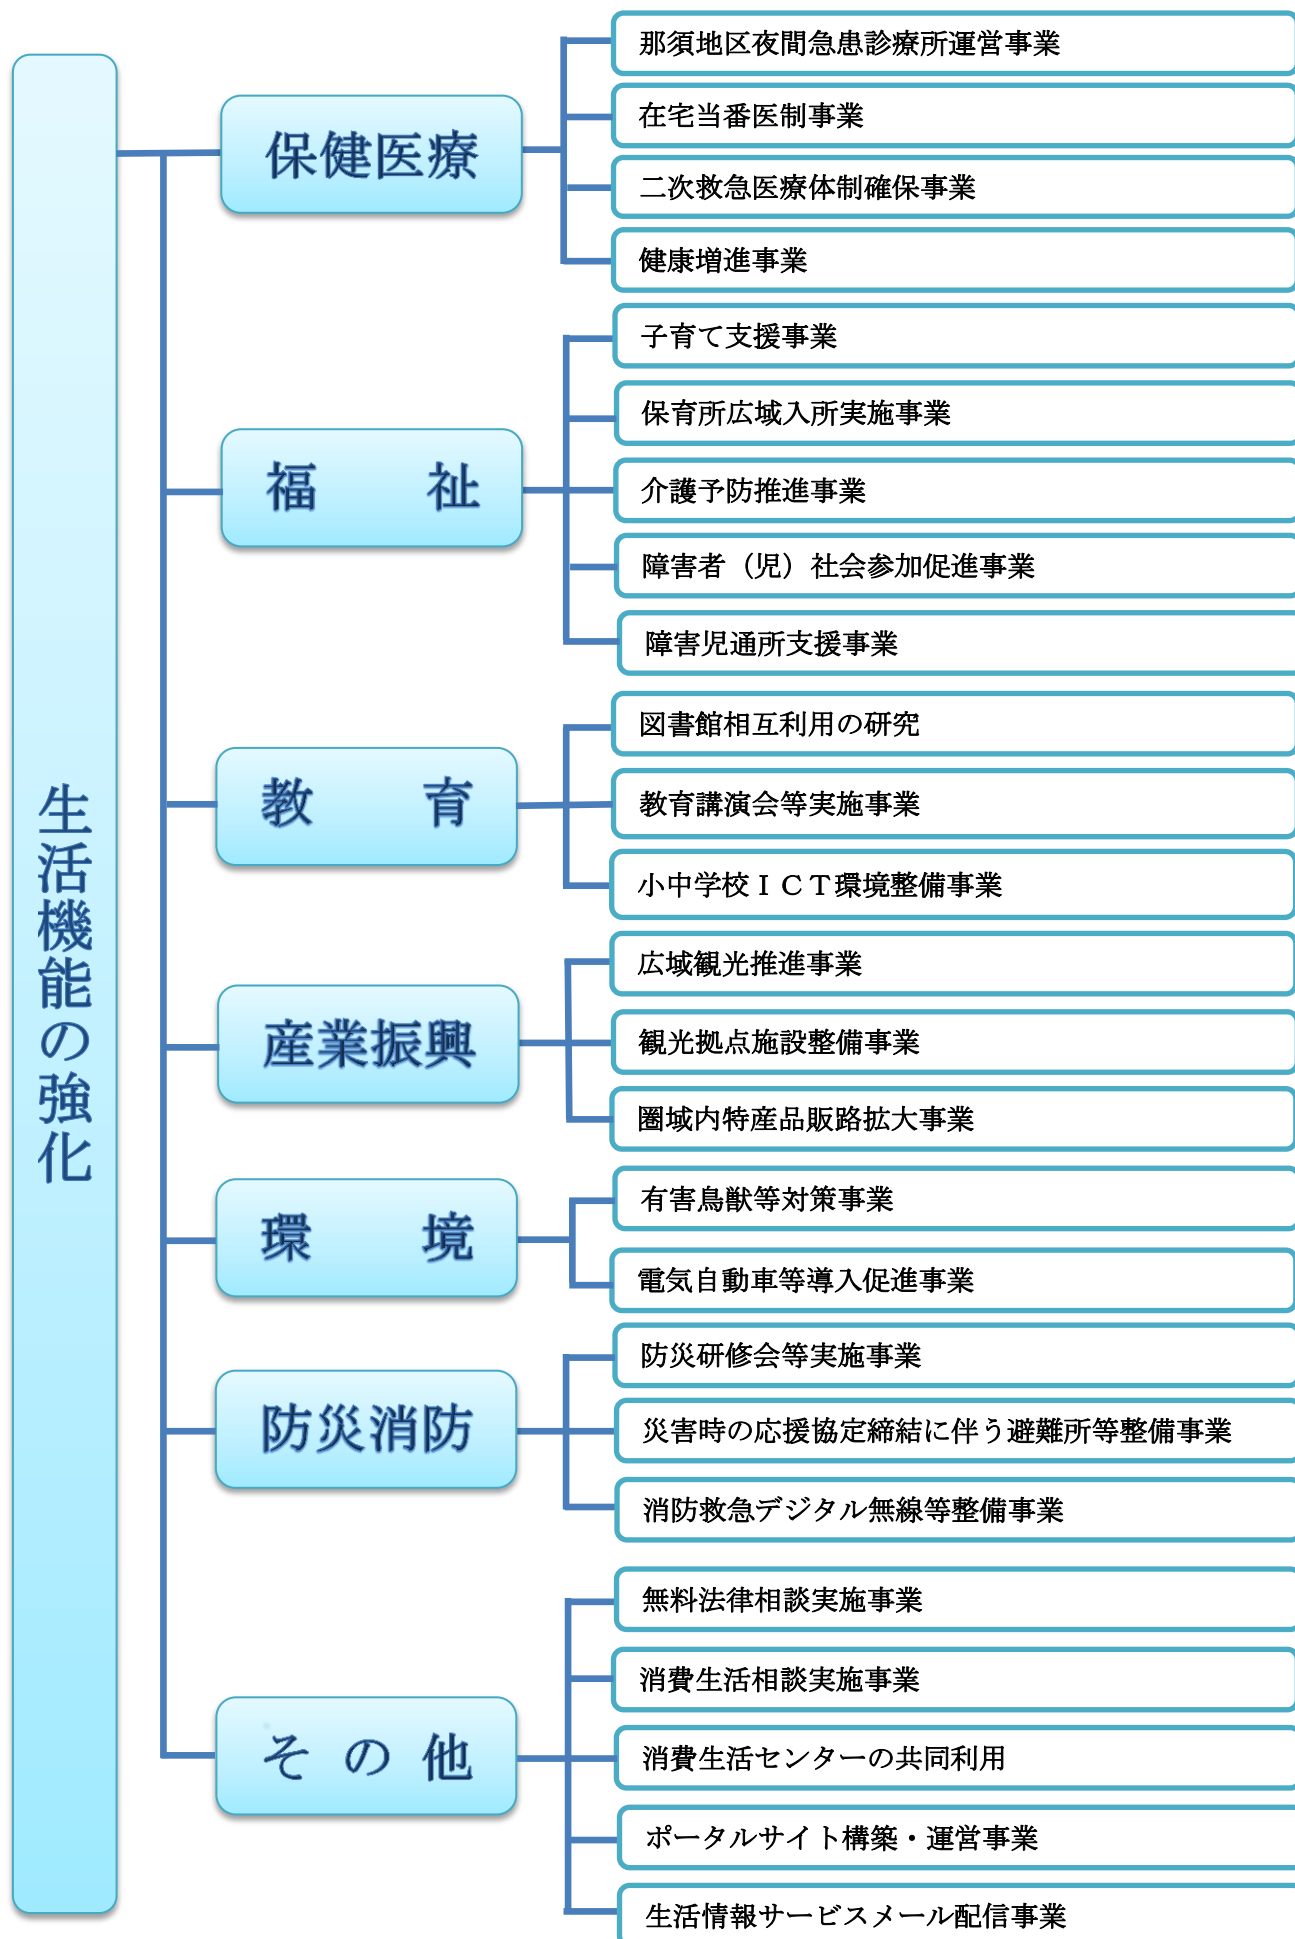 生活機能の強化
保健医療
那須地区夜間急患診療所運営事業
在宅当番医制事業
二次救急医療体制確保事業
健康増進事業
福祉
子育て支援事業
保育所広域入所実施事業
介護予防推進事業
障害者（児）社会参加促進事業
障害児通所支援事業
教育
図書館相互利用の研究
教育講演会等実施事業
小中学校ＩＣＴ環境整備事業
産業振興
広域観光推進事業
観光拠点施設整備事業
圏域内特産品販路拡大事業
環境
有害鳥獣等対策事業
電気自動車等導入促進事業
防災消防
防災研修会等実施事業
災害時の応援協定締結に伴う避難所等整備事業
消防救急デジタル無線等整備事業
その他
無料法律相談実施事業
消費生活相談実施事業
消費生活センターの共同利用
ポータルサイト構築・運営事業
生活情報サービスメール配信事業